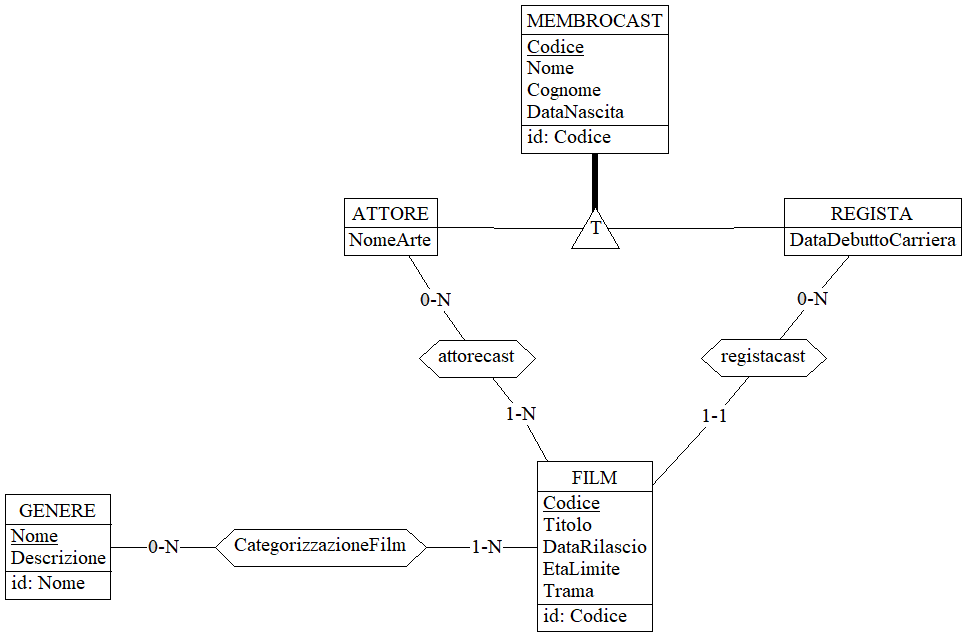 MEMBROCAST
Codice
Nome
Cognome
DataNascita
id: Codice
ATTORE
NomeArte
T
REGISTA
DataDebuttoCarriera
0-N
0-N
attorecast
registacast
1-N
1-1
FILM
Codice
Titolo
DataRilascio
EtaLimite
Trama
id: Codice
GENERE
Nome
Descrizione
id: Nome
0-N
CategorizzazioneFilm
1-N